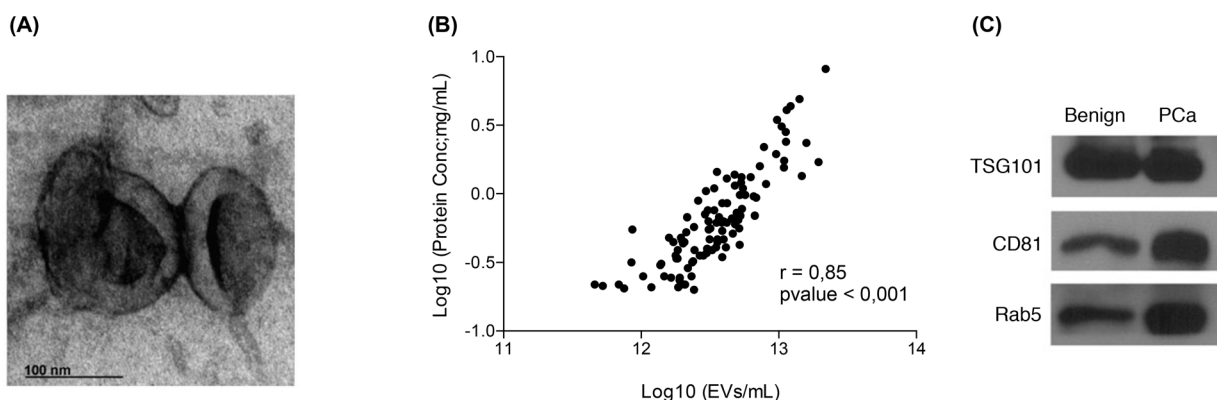 (A)
100 nm
(B)
Log10 (Protein Conc;mg/mL)
1.0
0.5
0.0
-0.5
-1.0
11
12
13
14
Log10 (EVs/mL)
r = 0,85
pvalue < 0,001
(C)
Benign PCa
TSG101
CD81
Rab5